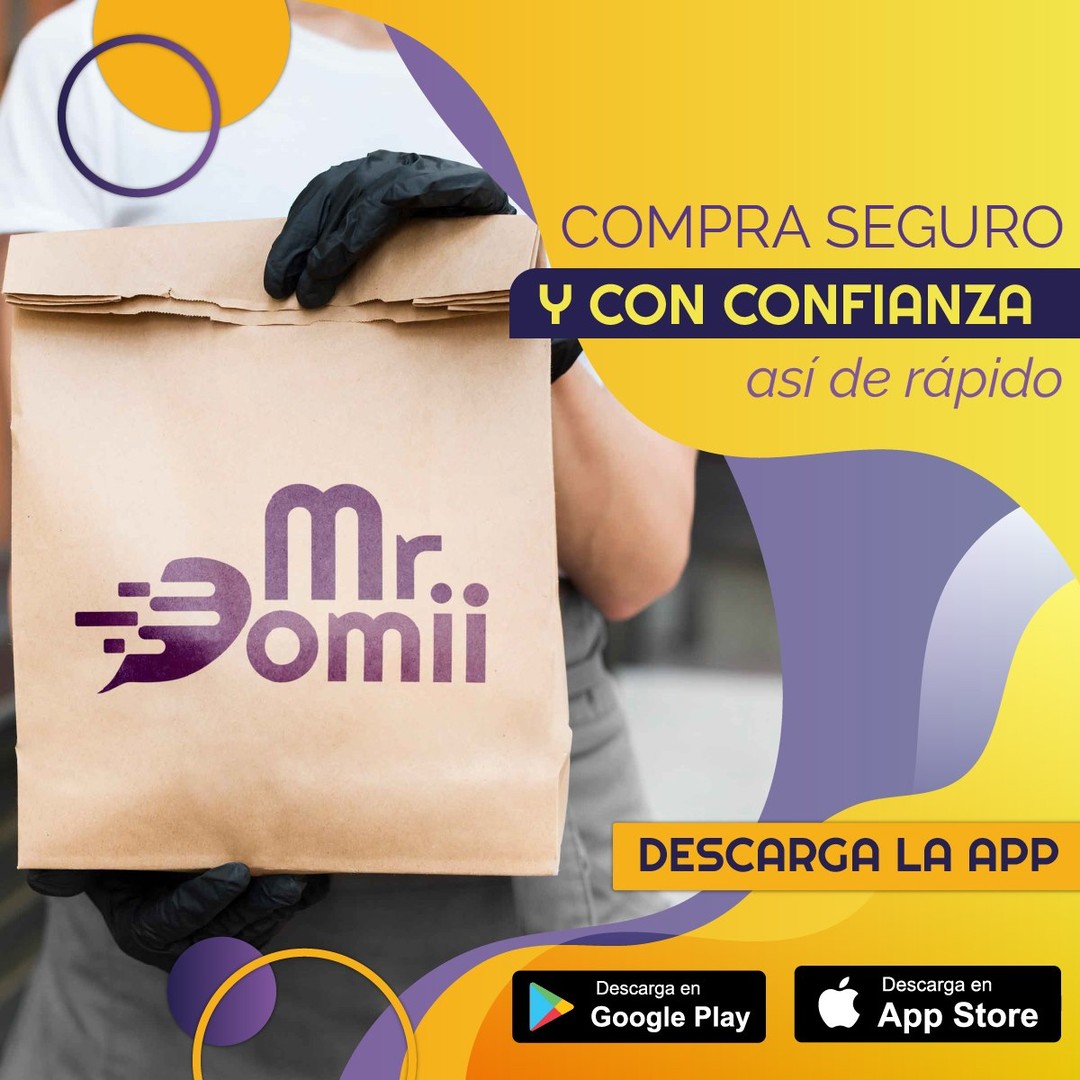 COMPRA SEGURO
Y CON CONFIANZA
así de rápido
Mr
Domii
DESCARGA LA APP
Descarga en
Google Play
Descarga en
App Store